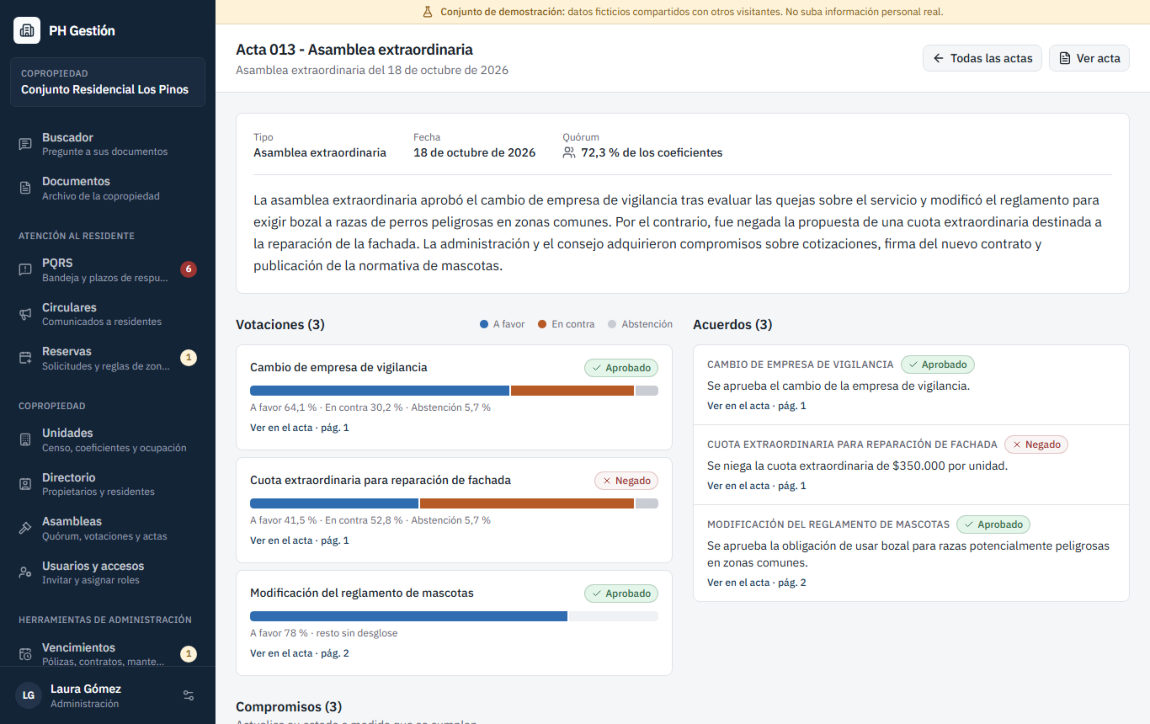 Conjunto de demostración: datos ficticios compartidos con otros visitantes. No suba información personal real.
PH Gestión
COPROPIEDAD
Conjunto Residencial Los Pinos
Buscador
Pregunte a sus documentos
Documentos
Archivo de la copropiedad
ATENCIÓN AL RESIDENTE
PQRS
Bandeja y plazos de respu...
6
Circulares
Comunicados a residentes
Reservas
Solicitudes y reglas de zon...
1
COPROPIEDAD
Unidades
Censo, coeficientes y ocupación
Directorio
Propietarios y residentes
Asambleas
Quórum, votaciones y actas
Usuarios y accesos
Invitar y asignar roles
HERRAMIENTAS DE ADMINISTRACIÓN
Vencimientos
Pólizas, contratos, mante...
1
LG
Laura Gómez
Administración
Acta 013 - Asamblea extraordinaria
Asamblea extraordinaria del 18 de octubre de 2026
Todas las actas
Ver acta
Tipo
Asamblea extraordinaria
Fecha
18 de octubre de 2026
Quórum
72,3 % de los coeficientes
La asamblea extraordinaria aprobó el cambio de empresa de vigilancia tras evaluar las quejas sobre el servicio y modificó el reglamento para
exigir bozal a razas de perros peligrosos en zonas comunes. Por el contrario, fue negada la propuesta de una cuota extraordinaria destinada a
la reparación de la fachada. La administración y el consejo adquirieron compromisos sobre cotizaciones, firma del nuevo contrato y
publicación de la normativa de mascotas.
Votaciones (3)
A favor
En contra
Abstención
Cambio de empresa de vigilancia
Aprobado
A favor 64,1 % · En contra 30,2 % · Abstención 5,7 %
Ver en el acta · pág. 1
Cuota extraordinaria para reparación de fachada
Negado
A favor 41,5 % · En contra 52,8 % · Abstención 5,7 %
Ver en el acta · pág. 1
Modificación del reglamento de mascotas
Aprobado
A favor 78 % · resto sin desglose
Ver en el acta · pág. 2
Acuerdos (3)
CAMBIO DE EMPRESA DE VIGILANCIA
Aprobado
Se aprueba el cambio de la empresa de vigilancia.
Ver en el acta · pág. 1
CUOTA EXTRAORDINARIA PARA REPARACIÓN DE FACHADA
Negado
Se niega la cuota extraordinaria de $350.000 por unidad.
Ver en el acta · pág. 1
MODIFICACIÓN DEL REGLAMENTO DE MASCOTAS
Aprobado
Se aprueba la obligación de usar bozal para razas potencialmente peligrosas
en zonas comunes.
Ver en el acta · pág. 2
Compromisos (3)
Actualice su estado a medida que se cumplan